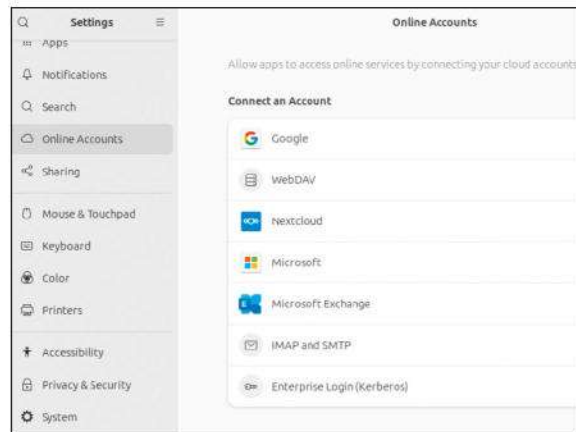 Settings
Apps
Notifications
Search
Online Accounts
Sharing
Mouse & Touchpad
Keyboard
Color
Printers
Accessibility
Privacy & Security
System
Online Accounts
Allow apps to access online services by connecting your cloud accounts
Connect an Account
Google
WebDAV
Nextcloud
Microsoft
Microsoft Exchange
IMAP and SMTP
Enterprise Login (Kerberos)